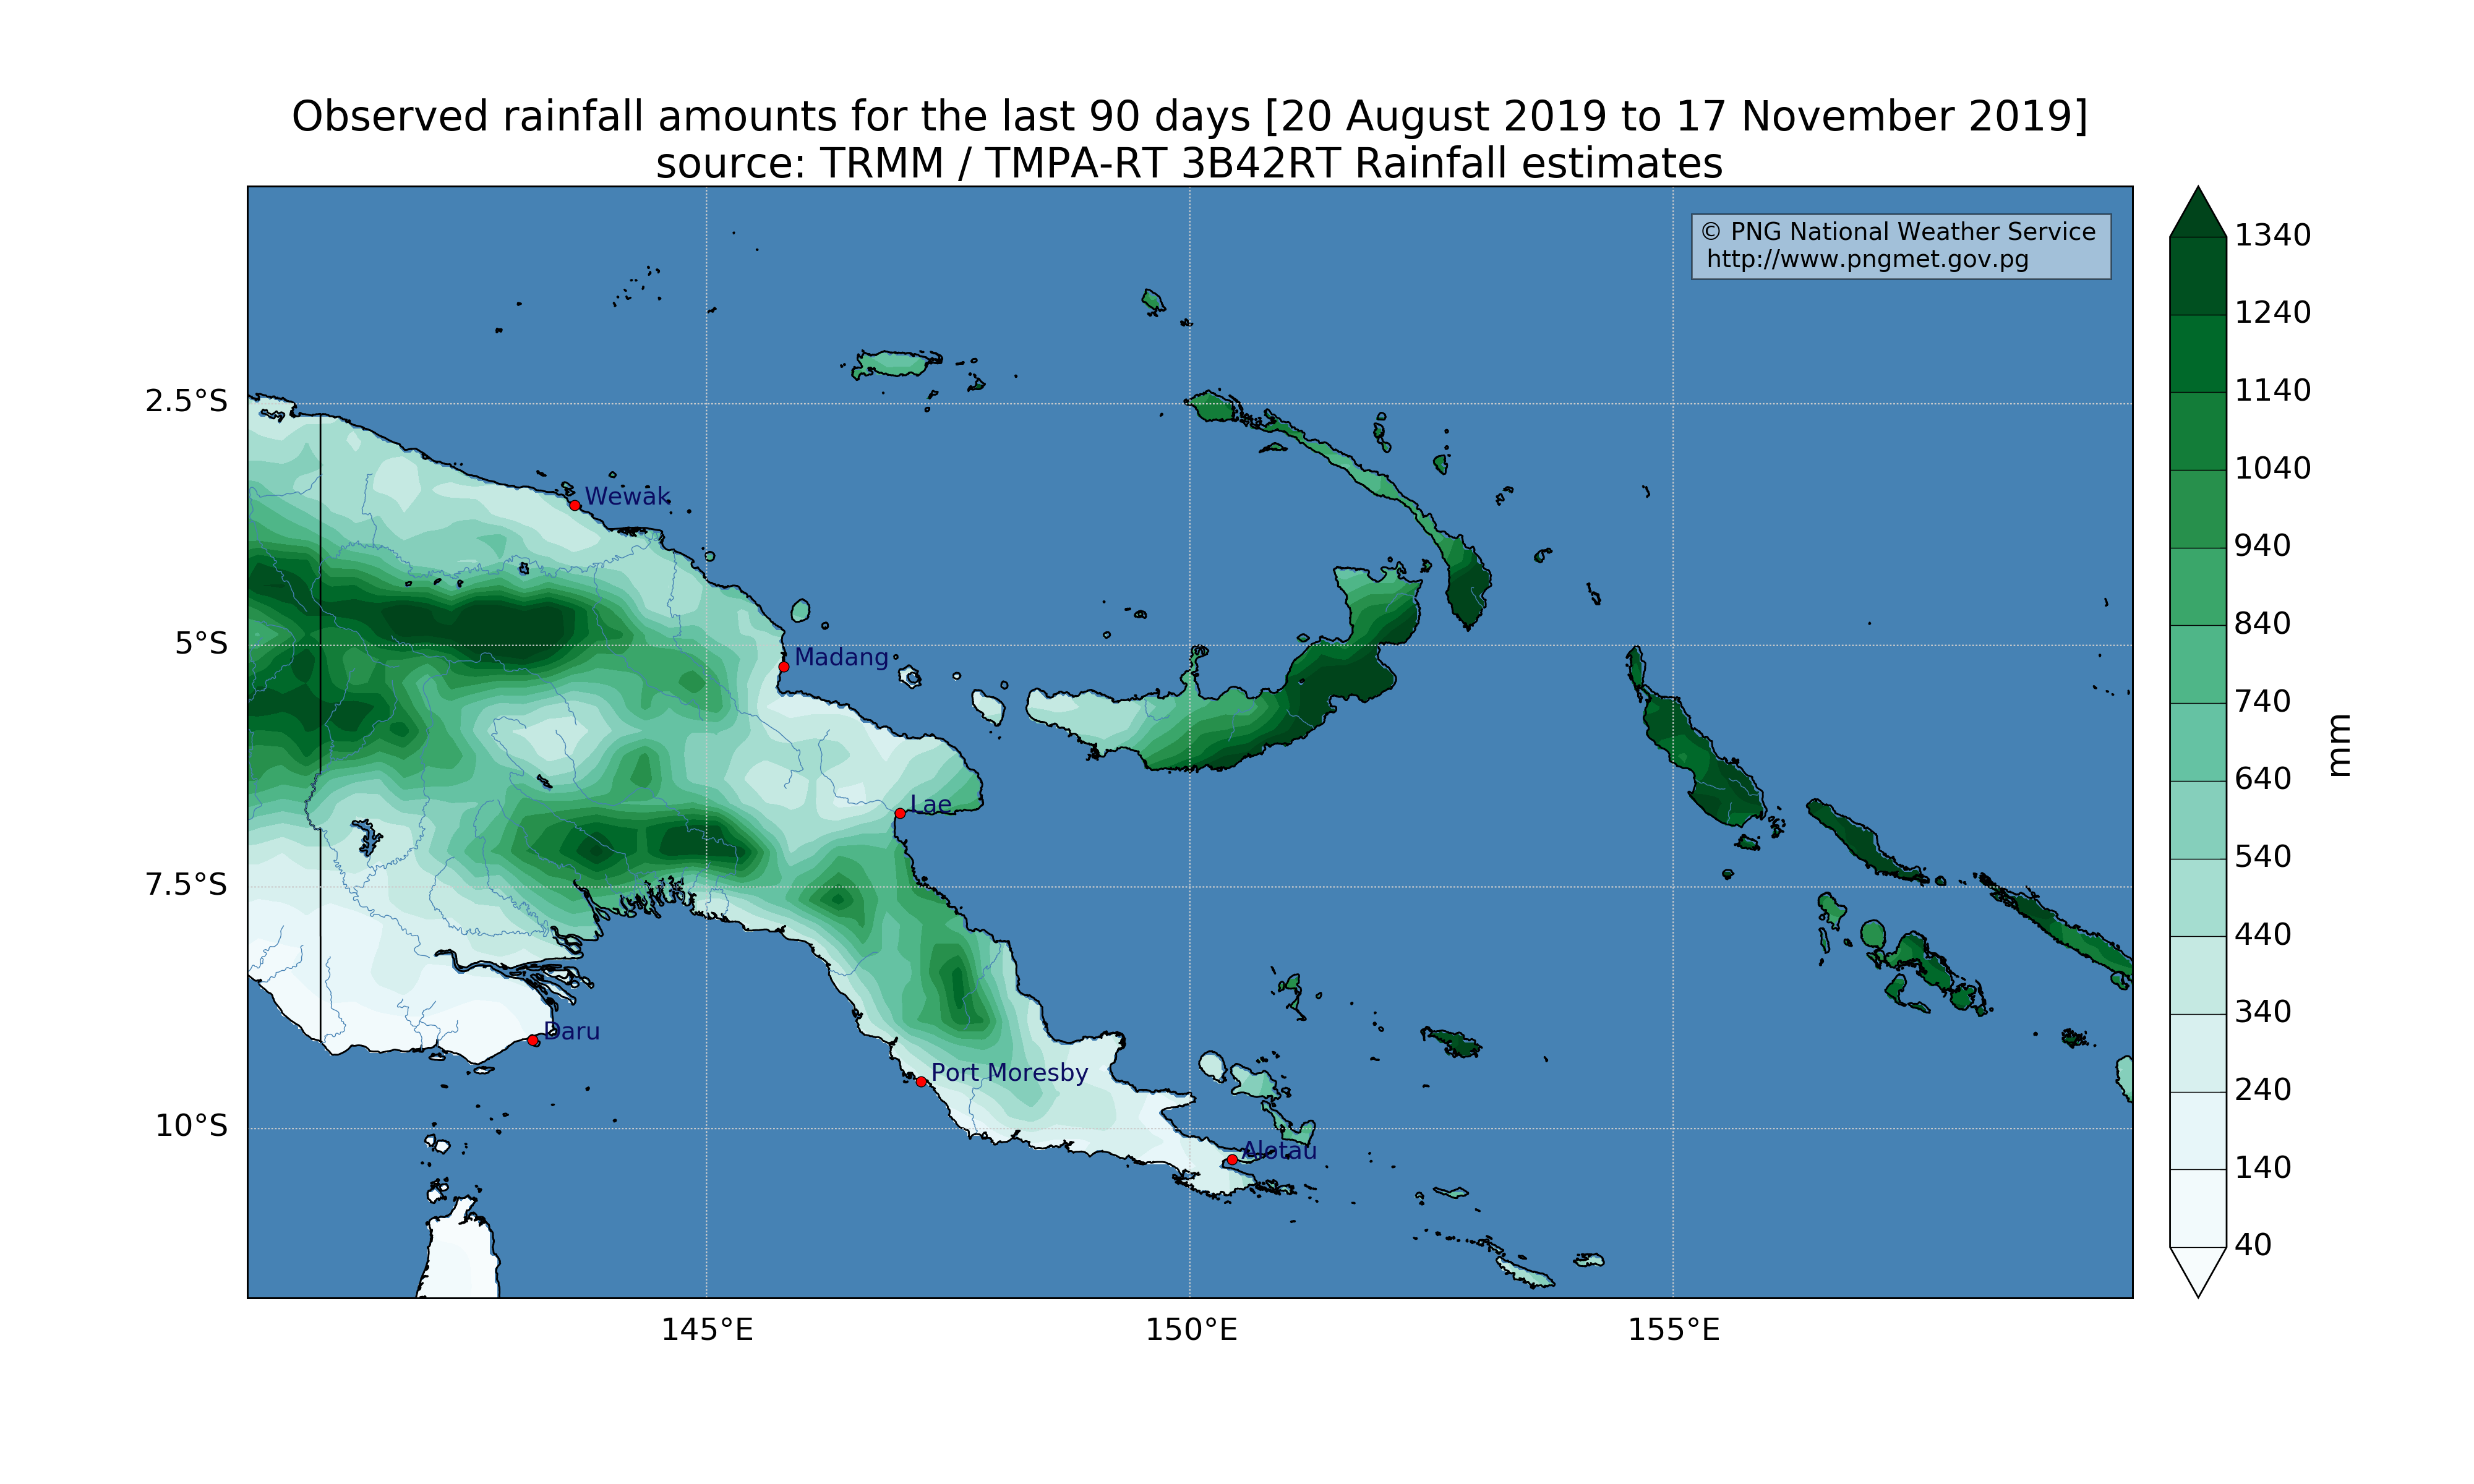 Observed rainfall amounts for the last 90 days [20 August 2019 to 17 November 2019]
source: TRMM / TMPA-RT 3B42RT Rainfall estimates
© PNG National Weather Service
http://www.pngmet.gov.pg
2.5°S
5°S
7.5°S
10°S
Wewak
Madang
Lae
Daru
Port Moresby
Alotau
145°E
150°E
155°E
1340
1240
1140
1040
940
840
740
640
540
440
340
240
140
40
mm